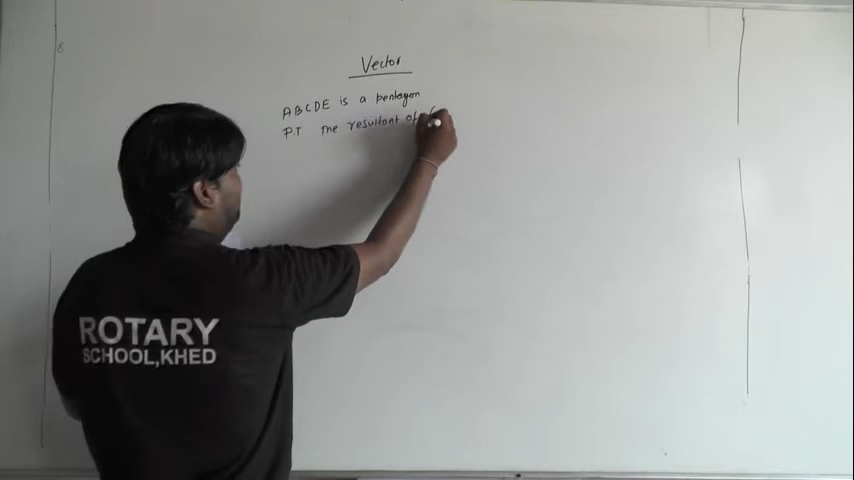 Vector
ABCDE is a pentagon
P.T The resultant of
ROTARY
SCHOOL,KHED